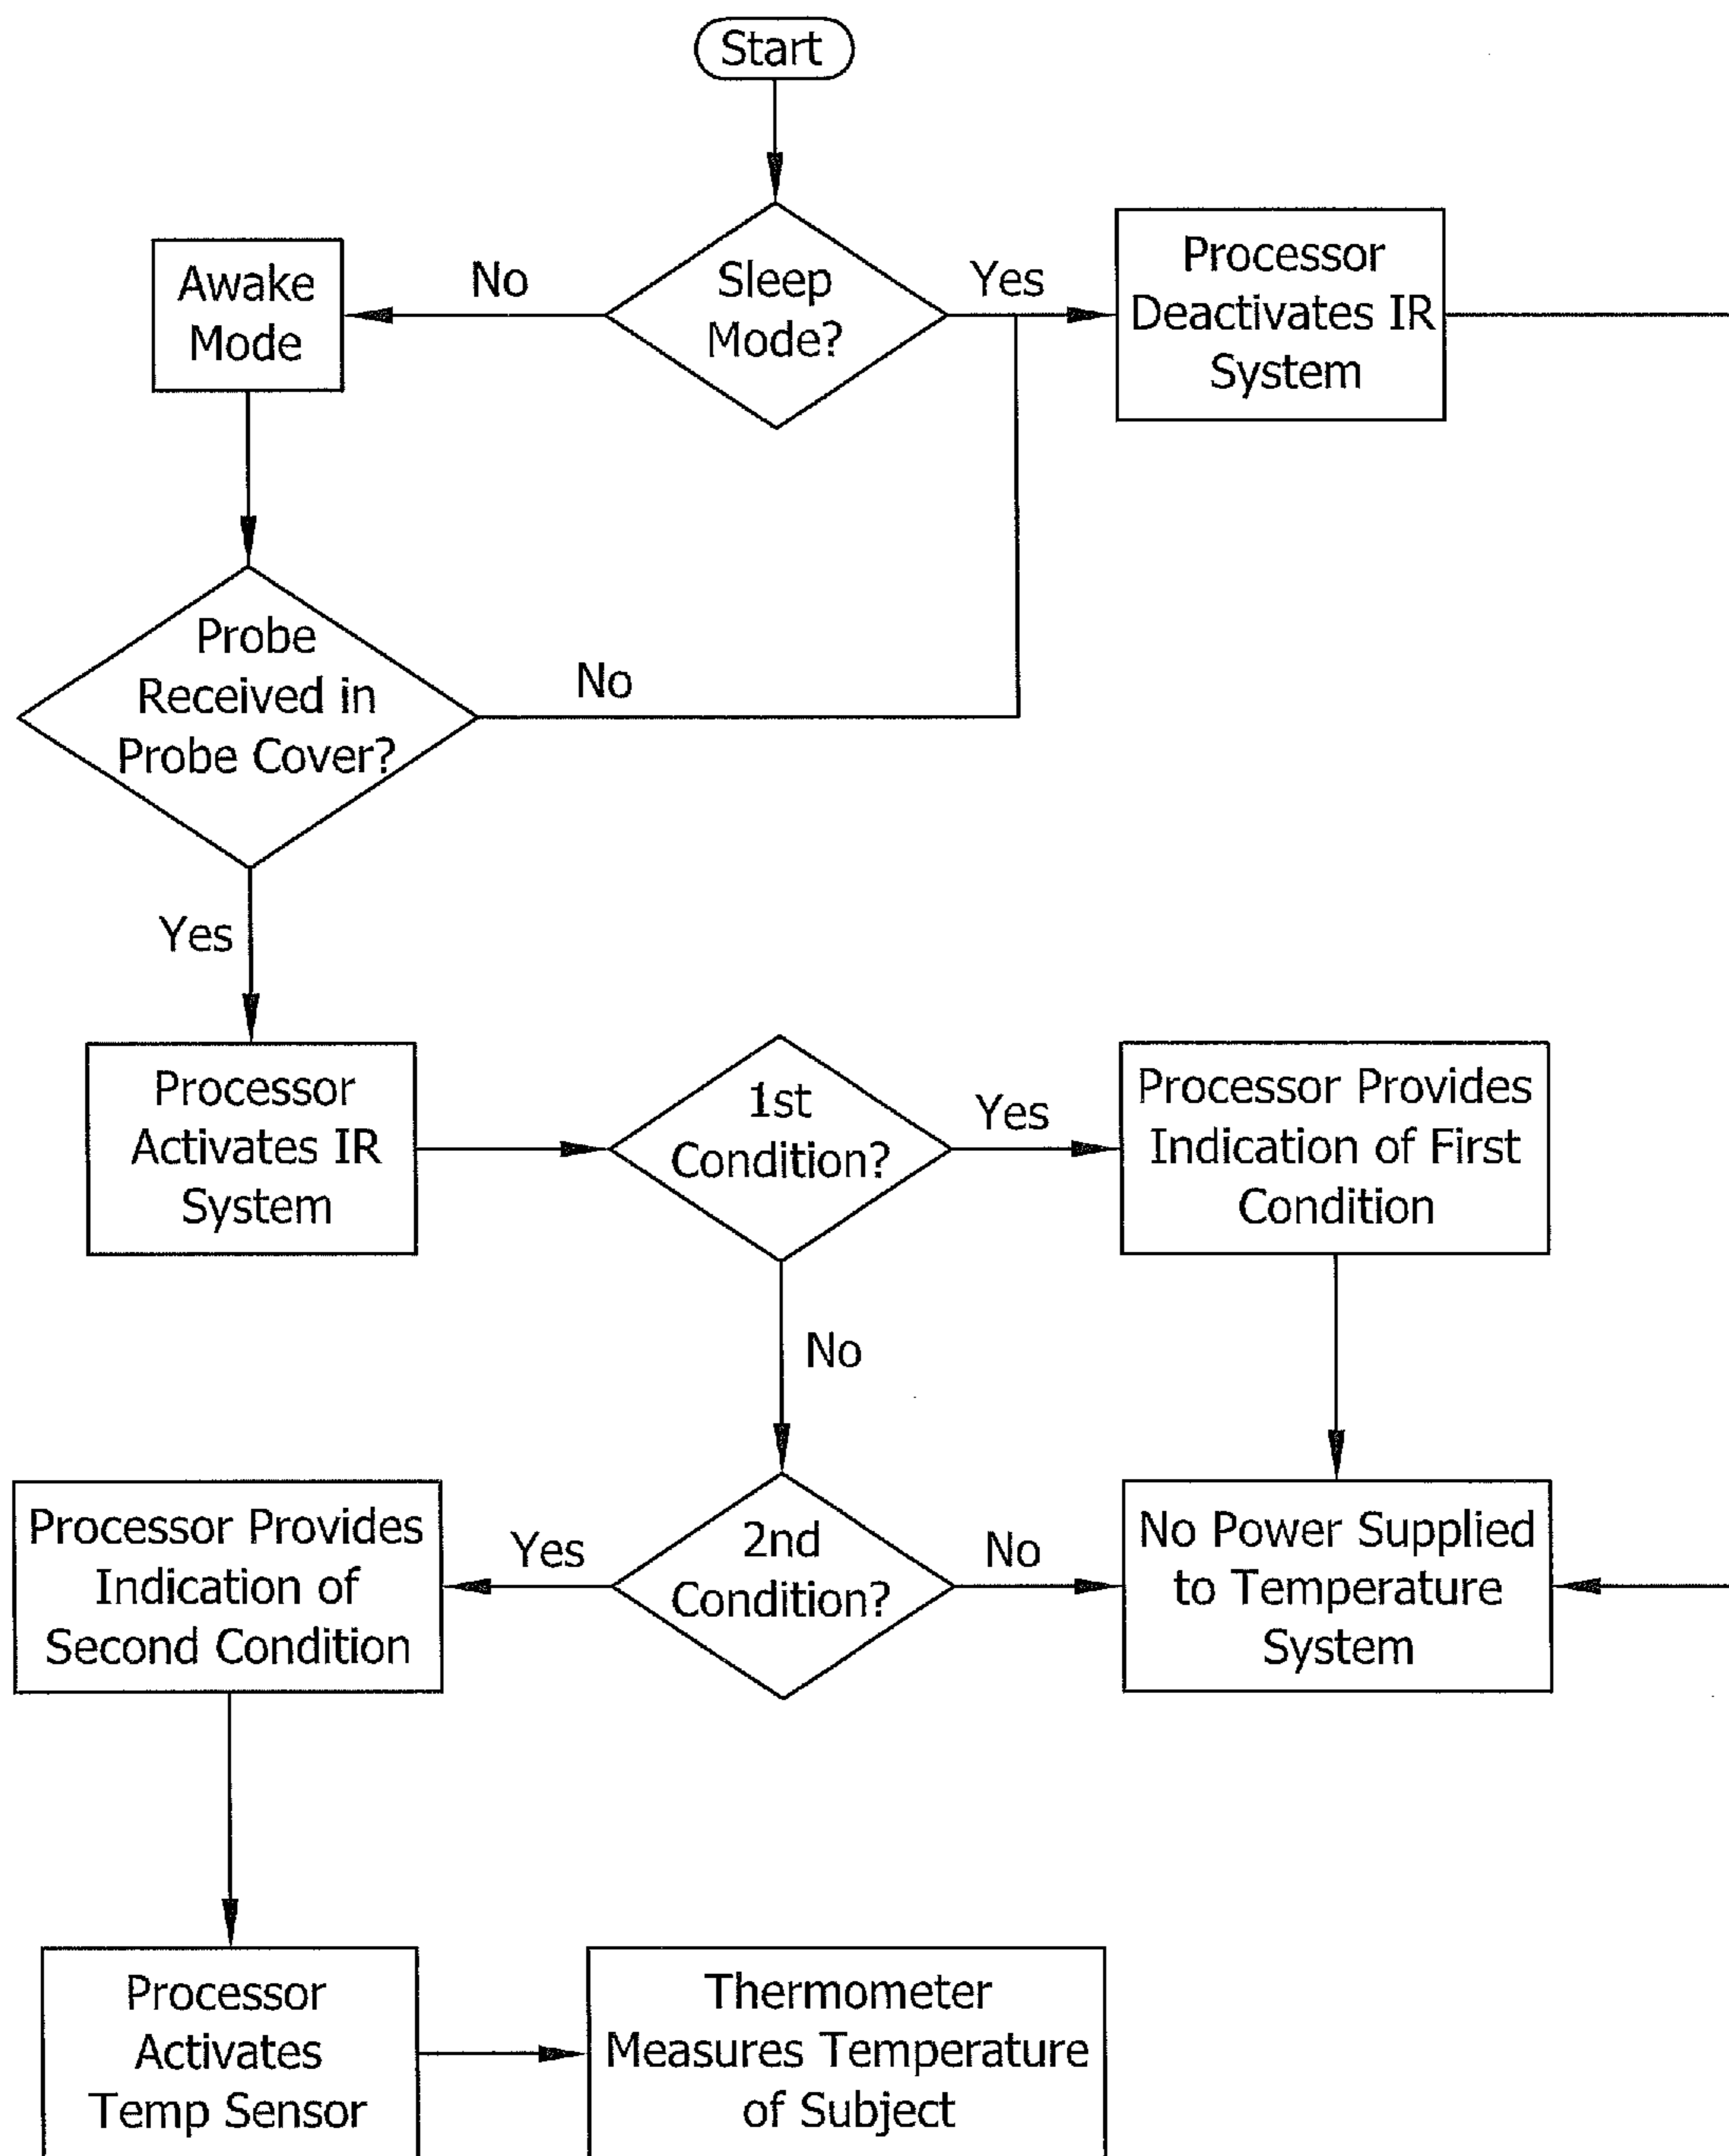 Start
Awake
Mode
No
Sleep
Mode?
Yes
Processor
Deactivates IR
System
Probe
Received in
Probe Cover?
No
Yes
Processor
Activates IR
System
1st
Condition?
Yes
Processor Provides
Indication of First
Condition
No
Processor Provides
Indication of
Second Condition
Yes
2nd
Condition?
No
No Power Supplied
to Temperature
System
Processor
Activates
Temp Sensor
Thermometer
Measures Temperature
of Subject